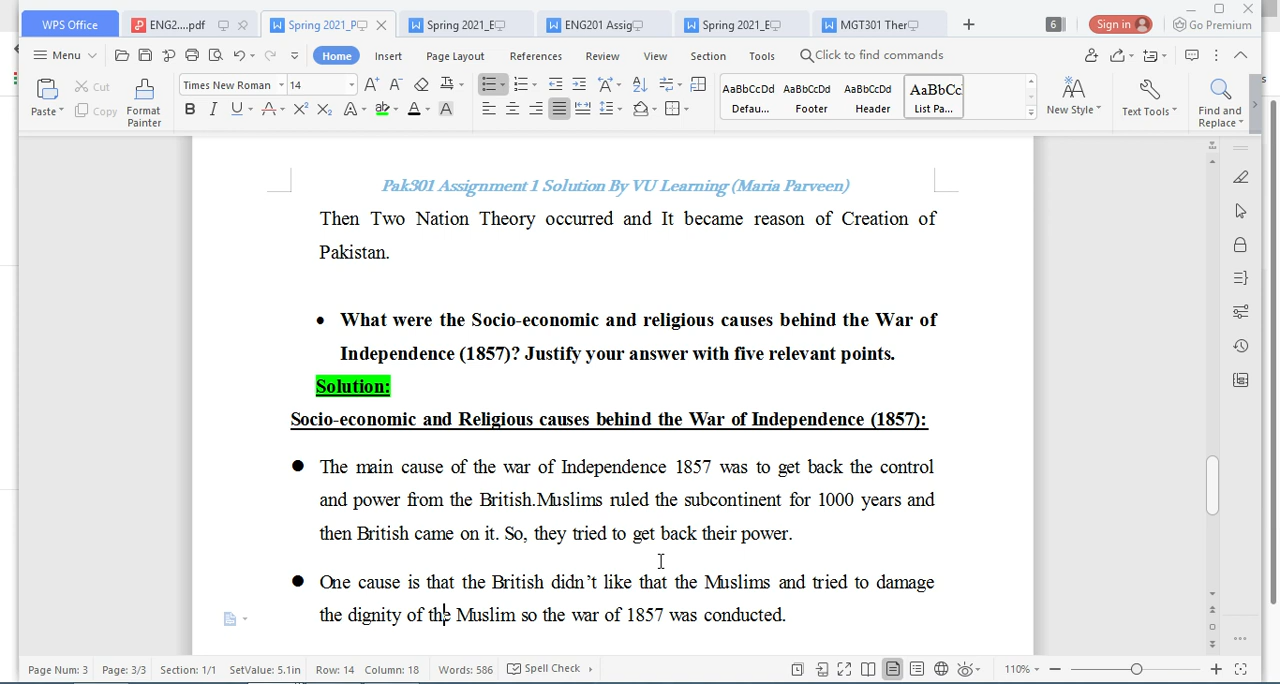 WPS Office
ENG2....pdf
Spring 2021_P
Spring 2021_E
ENG201 Assig
Spring 2021_E
MGT301 Ther
6
Sign in
Go Premium
Menu
Home
Insert
Page Layout
References
Review
View
Section
Tools
Click to find commands
Paste
Cut
Copy
Format
Painter
Times New Roman
14
AaBbCcDd
Defau...
AaBbCcDd
Footer
AaBbCcDd
Header
AaBbCc
List Pa...
New Style
Text Tools
Find and
Replace
Pak301 Assignment 1 Solution By VU Learning (Maria Parveen)
Then Two Nation Theory occurred and It became reason of Creation of
Pakistan.
• What were the Socio-economic and religious causes behind the War of
Independence (1857)? Justify your answer with five relevant points.
Solution:
Socio-economic and Religious causes behind the War of Independence (1857):
● The main cause of the war of Independence 1857 was to get back the control
and power from the British.Muslims ruled the subcontinent for 1000 years and
then British came on it. So, they tried to get back their power.
● One cause is that the British didn't like that the Muslims and tried to damage
the dignity of the Muslim so the war of 1857 was conducted.
Page Num: 3
Page: 3/3
Section: 1/1
SetValue: 5.1in
Row: 14
Column: 18
Words: 586
Spell Check
110%